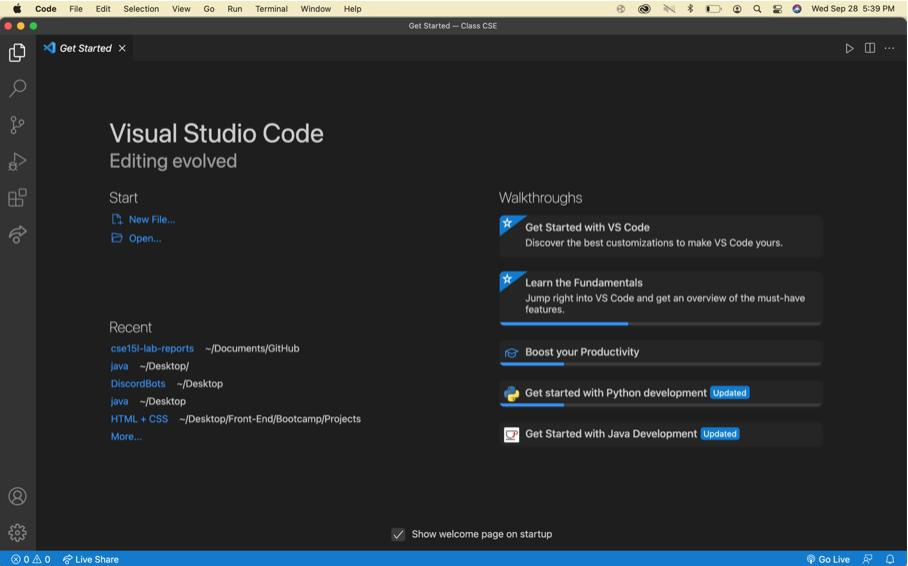 Code File Edit Selection View Go Run Terminal Window Help Wed Sep 28 5:39 PM
Get Started — Class CSE
Get Started
Visual Studio Code
Editing evolved
Start
New File...
Open...
Recent
cse15l-lab-reports ~/Documents/GitHub
java ~/Desktop/
DiscordBots ~/Desktop
java ~/Desktop
HTML + CSS ~/Desktop/Front-End/Bootcamp/Projects
More...
Walkthroughs
Get Started with VS Code
Discover the best customizations to make VS Code yours.
Learn the Fundamentals
Jump right into VS Code and get an overview of the must-have
features.
Boost your Productivity
Get started with Python development Updated
Get Started with Java Development Updated
Show welcome page on startup
0 0 Live Share Go Live